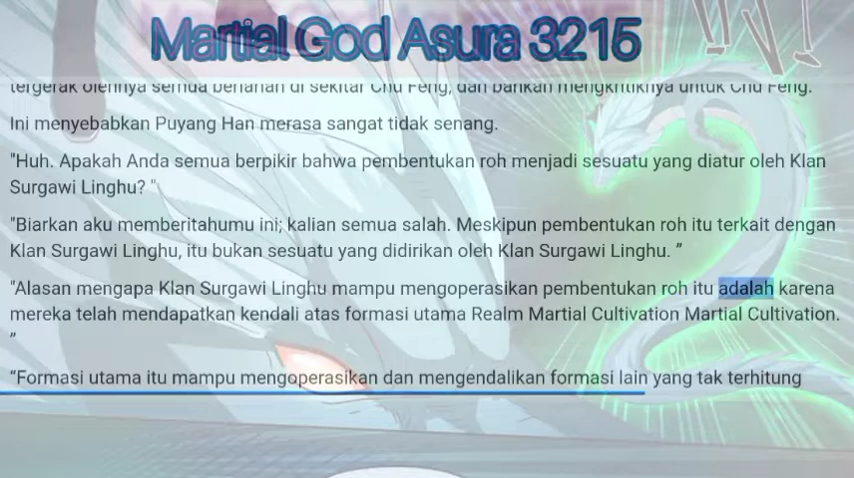 Martial God Asura 3215
tergerak olehnya semua beralih di sekitar Chu Feng, dan bahkan mengkritiknya untuk Chu Feng.
Ini menyebabkan Puyang Han merasa sangat tidak senang.
"Huh. Apakah Anda semua berpikir bahwa pembentukan roh menjadi sesuatu yang diatur oleh Klan
Surgawi Linghu? "
"Biarkan aku memberitahumu ini; kalian semua salah. Meskipun pembentukan roh itu terkait dengan
Klan Surgawi Linghu, itu bukan sesuatu yang didirikan oleh Klan Surgawi Linghu. ”
"Alasan mengapa Klan Surgawi Linghu mampu mengoperasikan pembentukan roh itu adalah karena
mereka telah mendapatkan kendali atas formasi utama Realm Martial Cultivation Martial Cultivation.
”
“Formasi utama itu mampu mengoperasikan dan mengendalikan formasi lain yang tak terhitung